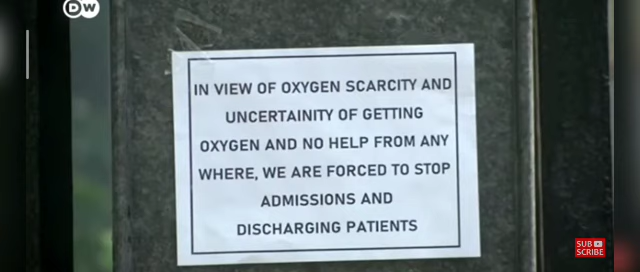 DW
IN VIEW OF OXYGEN SCARCITY AND
UNCERTAINITY OF GETTING
OXYGEN AND NO HELP FROM ANY
WHERE, WE ARE FORCED TO STOP
ADMISSIONS AND
DISCHARGING PATIENTS
SUB
SCRIBE